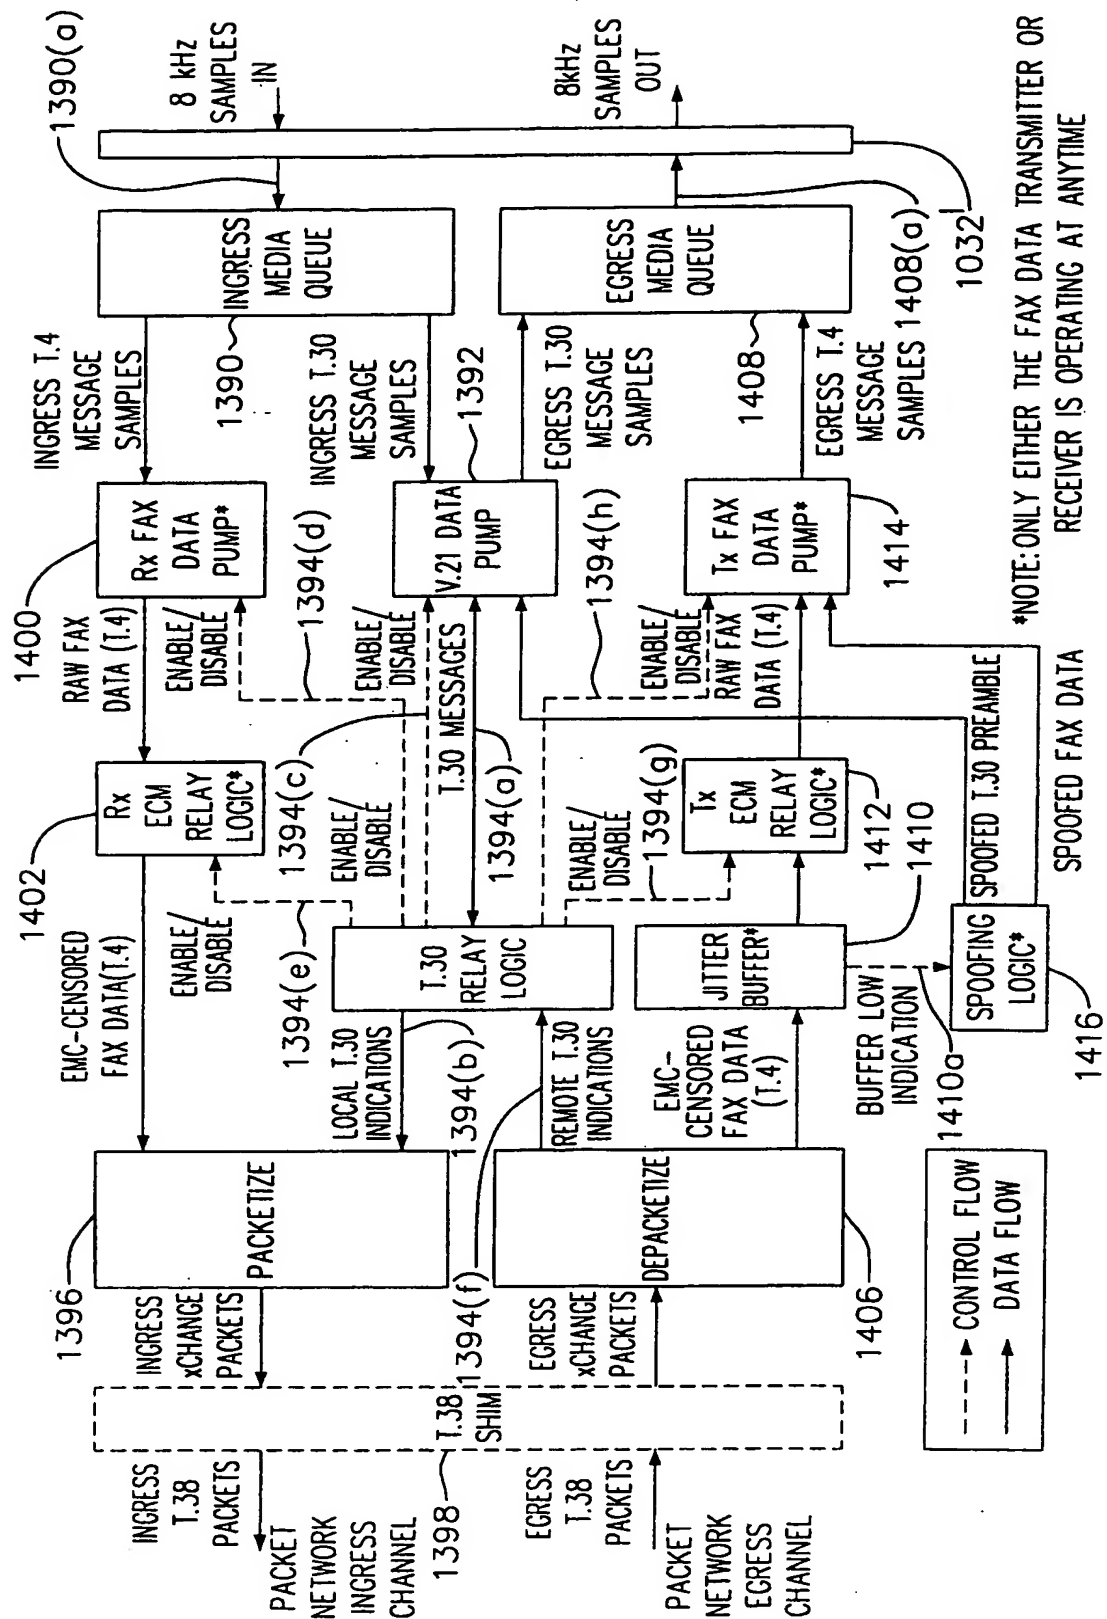 1390(a)
8 kHz
SAMPLES
IN
8kHz
SAMPLES
OUT
1032
*NOTE: ONLY EITHER THE FAX DATA TRANSMITTER OR
RECEIVER IS OPERATING AT ANYTIME
INGRESS
MEDIA
QUEUE
1390
EGRESS
MEDIA
QUEUE
1408
1408(a)
INGRESS T.4
MESSAGE
SAMPLES
INGRESS T.30
MESSAGE
SAMPLES
EGRESS T.30
MESSAGE
SAMPLES
EGRESS T.4
MESSAGE
SAMPLES
1400
Rx FAX
DATA
PUMP*
1392
V.21 DATA
PUMP
Tx FAX
DATA
PUMP*
1414
RAW FAX
DATA (T.4)
ENABLE/
DISABLE
1394(d)
ENABLE/
DISABLE
1394(c)
T.30 MESSAGES
1394(a)
1394(h)
ENABLE/
DISABLE
RAW FAX
DATA (T.4)
1402
Rx
ECM
RELAY
LOGIC*
ENABLE/
DISABLE
ENABLE/
DISABLE
1394(g)
Tx
ECM
RELAY
LOGIC*
1412
1410
SPOOFED T.30 PREAMBLE
SPOOFED FAX DATA
EMC-CENSORED
FAX DATA(T.4)
ENABLE/
DISABLE
1394(e)
T.30
RELAY
LOGIC
JITTER
BUFFER*
SPOOFING
LOGIC*
1416
LOCAL T.30
INDICATIONS
1394(b)
REMOTE T.30
INDICATIONS
EMC-
CENSORED
FAX DATA
(T.4)
BUFFER LOW
INDICATION
1410a
1396
PACKETIZE
1394(f)
DEPACKETIZE
1406
INGRESS
xCHANGE
PACKETS
EGRESS
xCHANGE
PACKETS
T.38
SHIM
1398
INGRESS
T.38
PACKETS
EGRESS
T.38
PACKETS
PACKET
NETWORK
INGRESS
CHANNEL
PACKET
NETWORK
EGRESS
CHANNEL
CONTROL FLOW
DATA FLOW